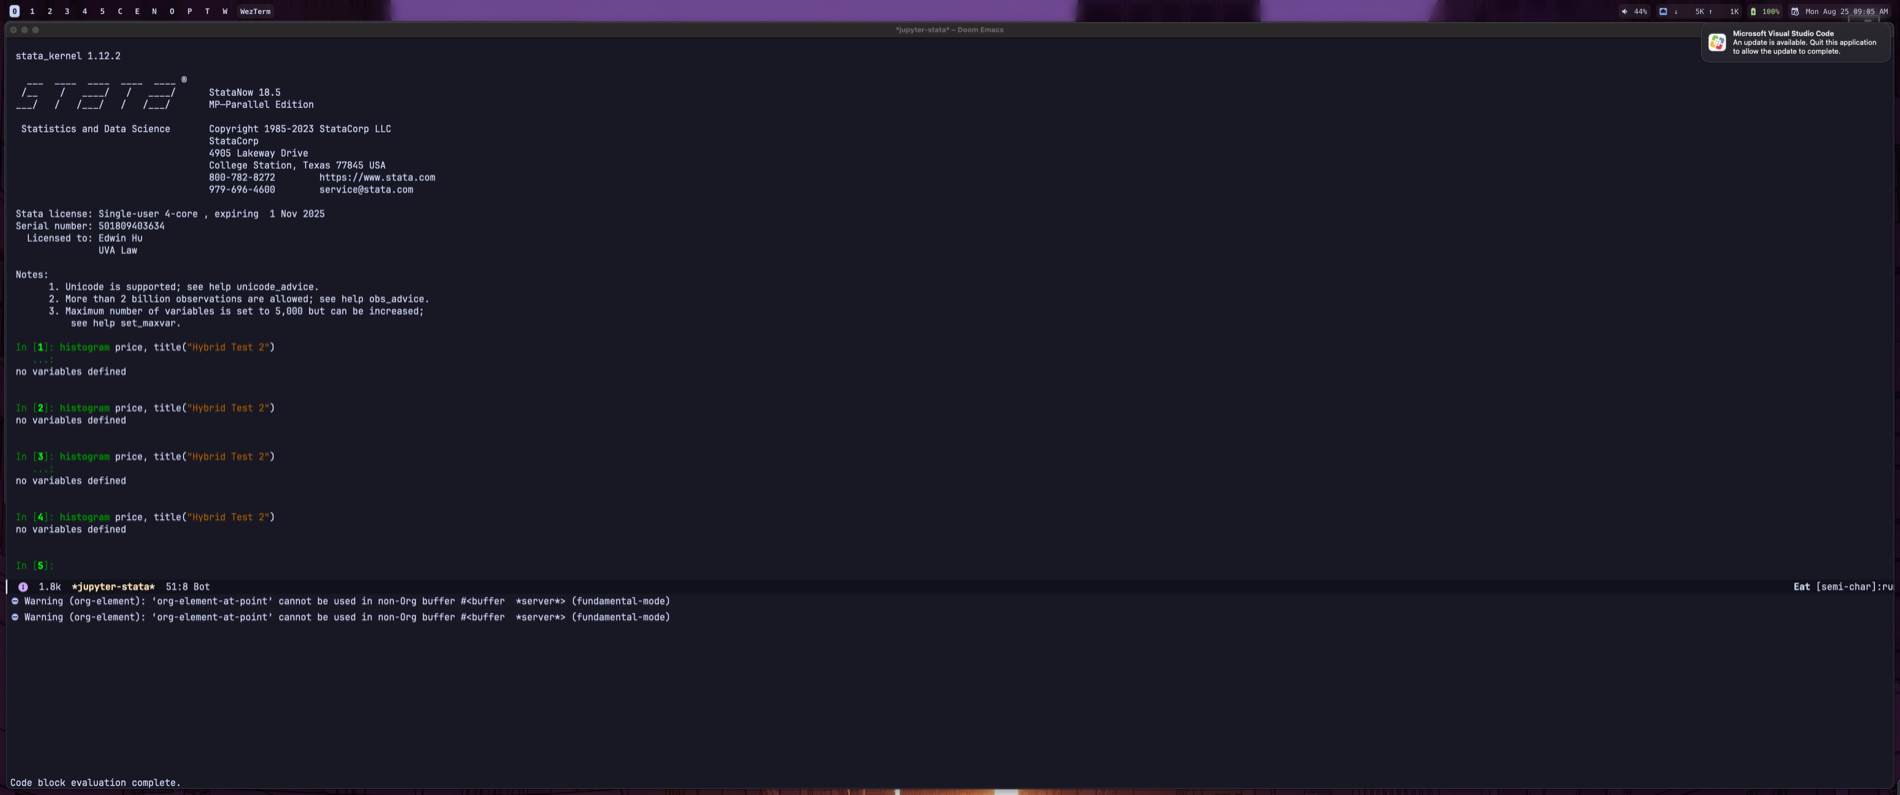 0 1 2 3 4 5 C E N O P T W WezTerm
44% ↓ 5K ↑ 1K 100% Mon Aug 25 09:05 AM
*jupyter-stata* – Doom Emacs
Microsoft Visual Studio Code
An update is available. Quit this application
to allow the update to complete.
stata_kernel 1.12.2
___  ____  ____  ____  ____ ®
/__    /   ____/   /   ____/      StataNow 18.5
___/   /   /___/   /   /___/       MP–Parallel Edition
Statistics and Data Science       Copyright 1985-2023 StataCorp LLC
StataCorp
4905 Lakeway Drive
College Station, Texas 77845 USA
800-782-8272        https://www.stata.com
979-696-4600        service@stata.com
Stata license: Single-user 4-core , expiring  1 Nov 2025
Serial number: 501809403634
Licensed to: Edwin Hu
UVA Law
Notes:
1. Unicode is supported; see help unicode_advice.
2. More than 2 billion observations are allowed; see help obs_advice.
3. Maximum number of variables is set to 5,000 but can be increased;
see help set_maxvar.
In [1]: histogram price, title("Hybrid Test 2")
...:
no variables defined
In [2]: histogram price, title("Hybrid Test 2")
no variables defined
In [3]: histogram price, title("Hybrid Test 2")
...:
no variables defined
In [4]: histogram price, title("Hybrid Test 2")
no variables defined
In [5]:
1.8k  *jupyter-stata*  51:8 Bot
Eat [semi-char]:ru
Warning (org-element): ‘org-element-at-point’ cannot be used in non-Org buffer #<buffer  *server*> (fundamental-mode)
Warning (org-element): ‘org-element-at-point’ cannot be used in non-Org buffer #<buffer  *server*> (fundamental-mode)
Code block evaluation complete.